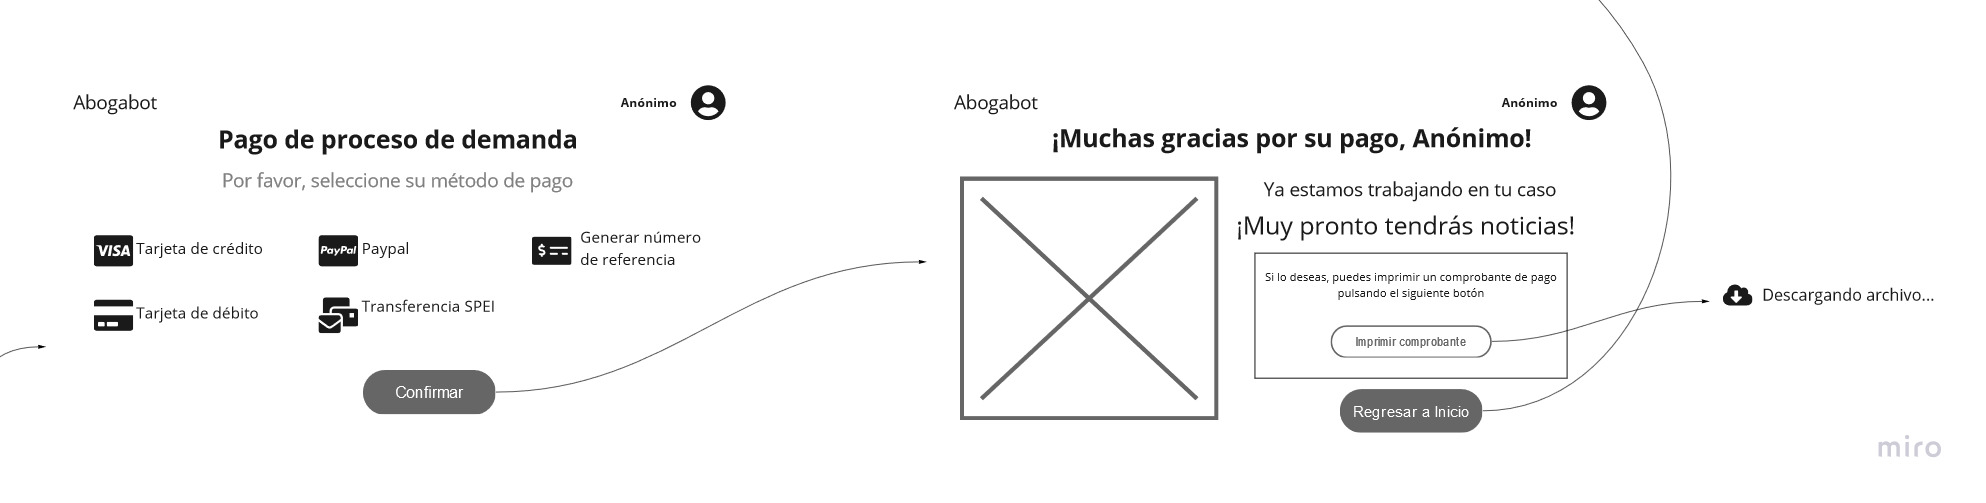 Abogabot
Anónimo
Pago de proceso de demanda
Por favor, seleccione su método de pago
VISA Tarjeta de crédito
PayPal Paypal
Generar número
de referencia
Tarjeta de débito
Transferencia SPEI
Confirmar
Abogabot
Anónimo
¡Muchas gracias por su pago, Anónimo!
Ya estamos trabajando en tu caso
¡Muy pronto tendrás noticias!
Si lo deseas, puedes imprimir un comprobante de pago
pulsando el siguiente botón
Imprimir comprobante
Regresar a Inicio
Descargando archivo...
miro